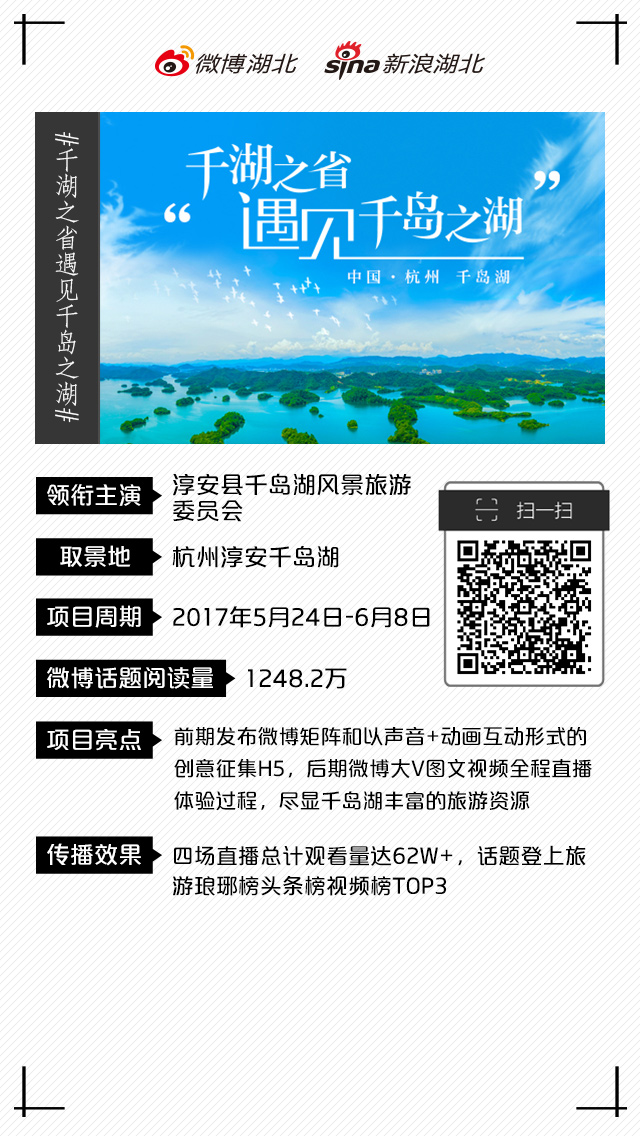 微博湖北 sina新浪湖北
#千湖之省遇见千岛之湖#
千湖之省
“遇见千岛之湖”
中国·杭州 千岛湖
领衔主演
淳安县千岛湖风景旅游
委员会
扫一扫
取景地
杭州淳安千岛湖
项目周期
2017年5月24日-6月8日
微博话题阅读量
1248.2万
项目亮点
前期发布微博矩阵和以声音+动画互动形式的
创意征集H5，后期微博大V图文视频全程直播
体验过程，尽显千岛湖丰富的旅游资源
传播效果
四场直播总计观看量达62W+，话题登上旅
游琅琊榜头条榜视频榜TOP3